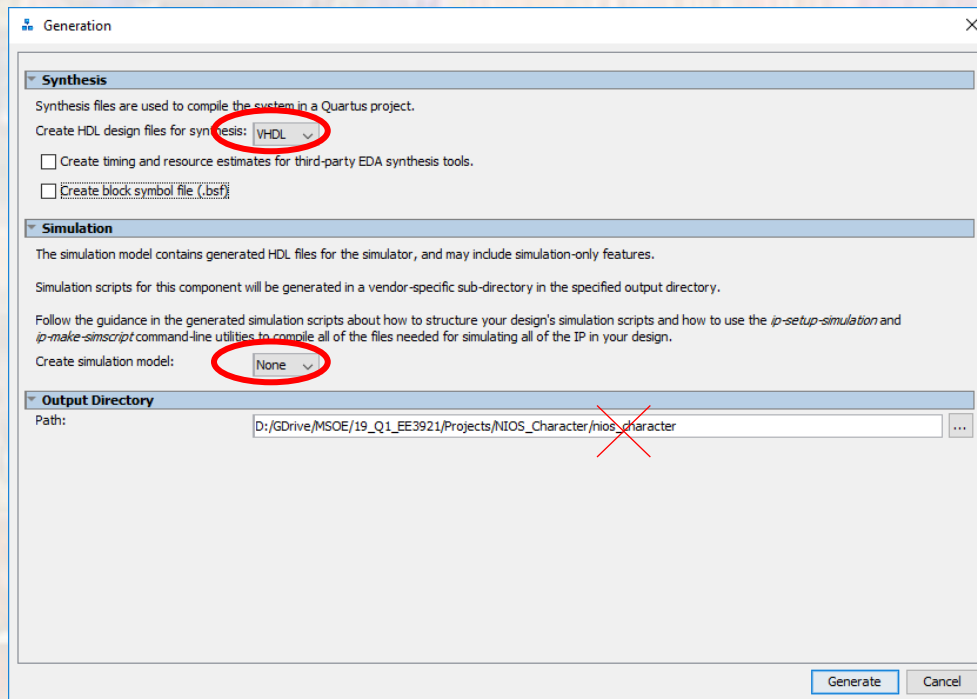 Generation
Synthesis
Synthesis files are used to compile the system in a Quartus project.
Create HDL design files for synthesis: VHDL
Create timing and resource estimates for third-party EDA synthesis tools.
Create block symbol file (.bsf)
Simulation
The simulation model contains generated HDL files for the simulator, and may include simulation-only features.
Simulation scripts for this component will be generated in a vendor-specific sub-directory in the specified output directory.
Follow the guidance in the generated simulation scripts about how to structure your design's simulation scripts and how to use the ip-setup-simulation and
ip-make-simscript command-line utilities to compile all of the files needed for simulating all of the IP in your design.
Create simulation model: None
Output Directory
Path: D:/GDrive/MSOE/19_Q1_EE3921/Projects/NIOS_Character/nios_character ...
Generate Cancel